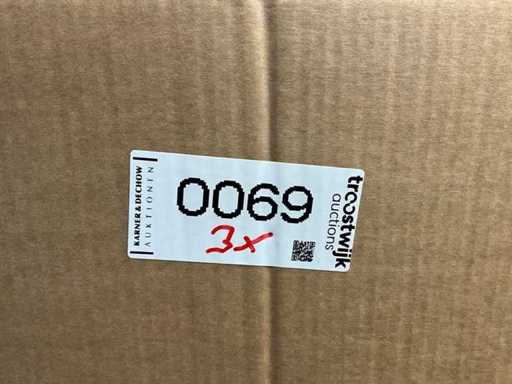 KARNER & DECHOW
AUKTIONEN
0069
3x
troostwijk
auctions